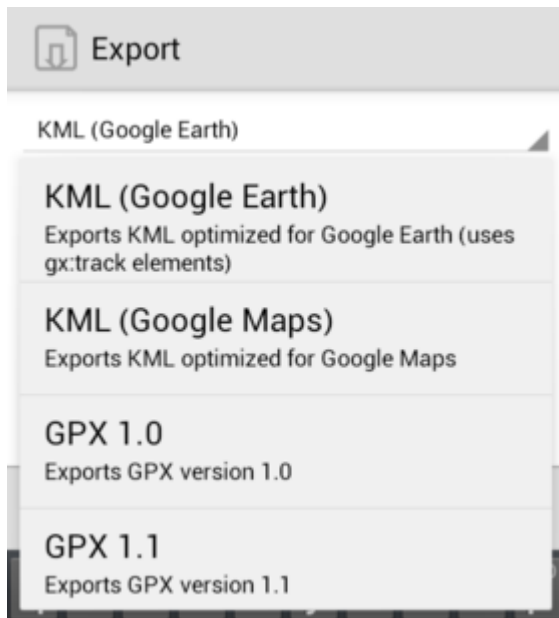 Export
KML (Google Earth)
KML (Google Earth)
Exports KML optimized for Google Earth (uses
gx:track elements)
KML (Google Maps)
Exports KML optimized for Google Maps
GPX 1.0
Exports GPX version 1.0
GPX 1.1
Exports GPX version 1.1